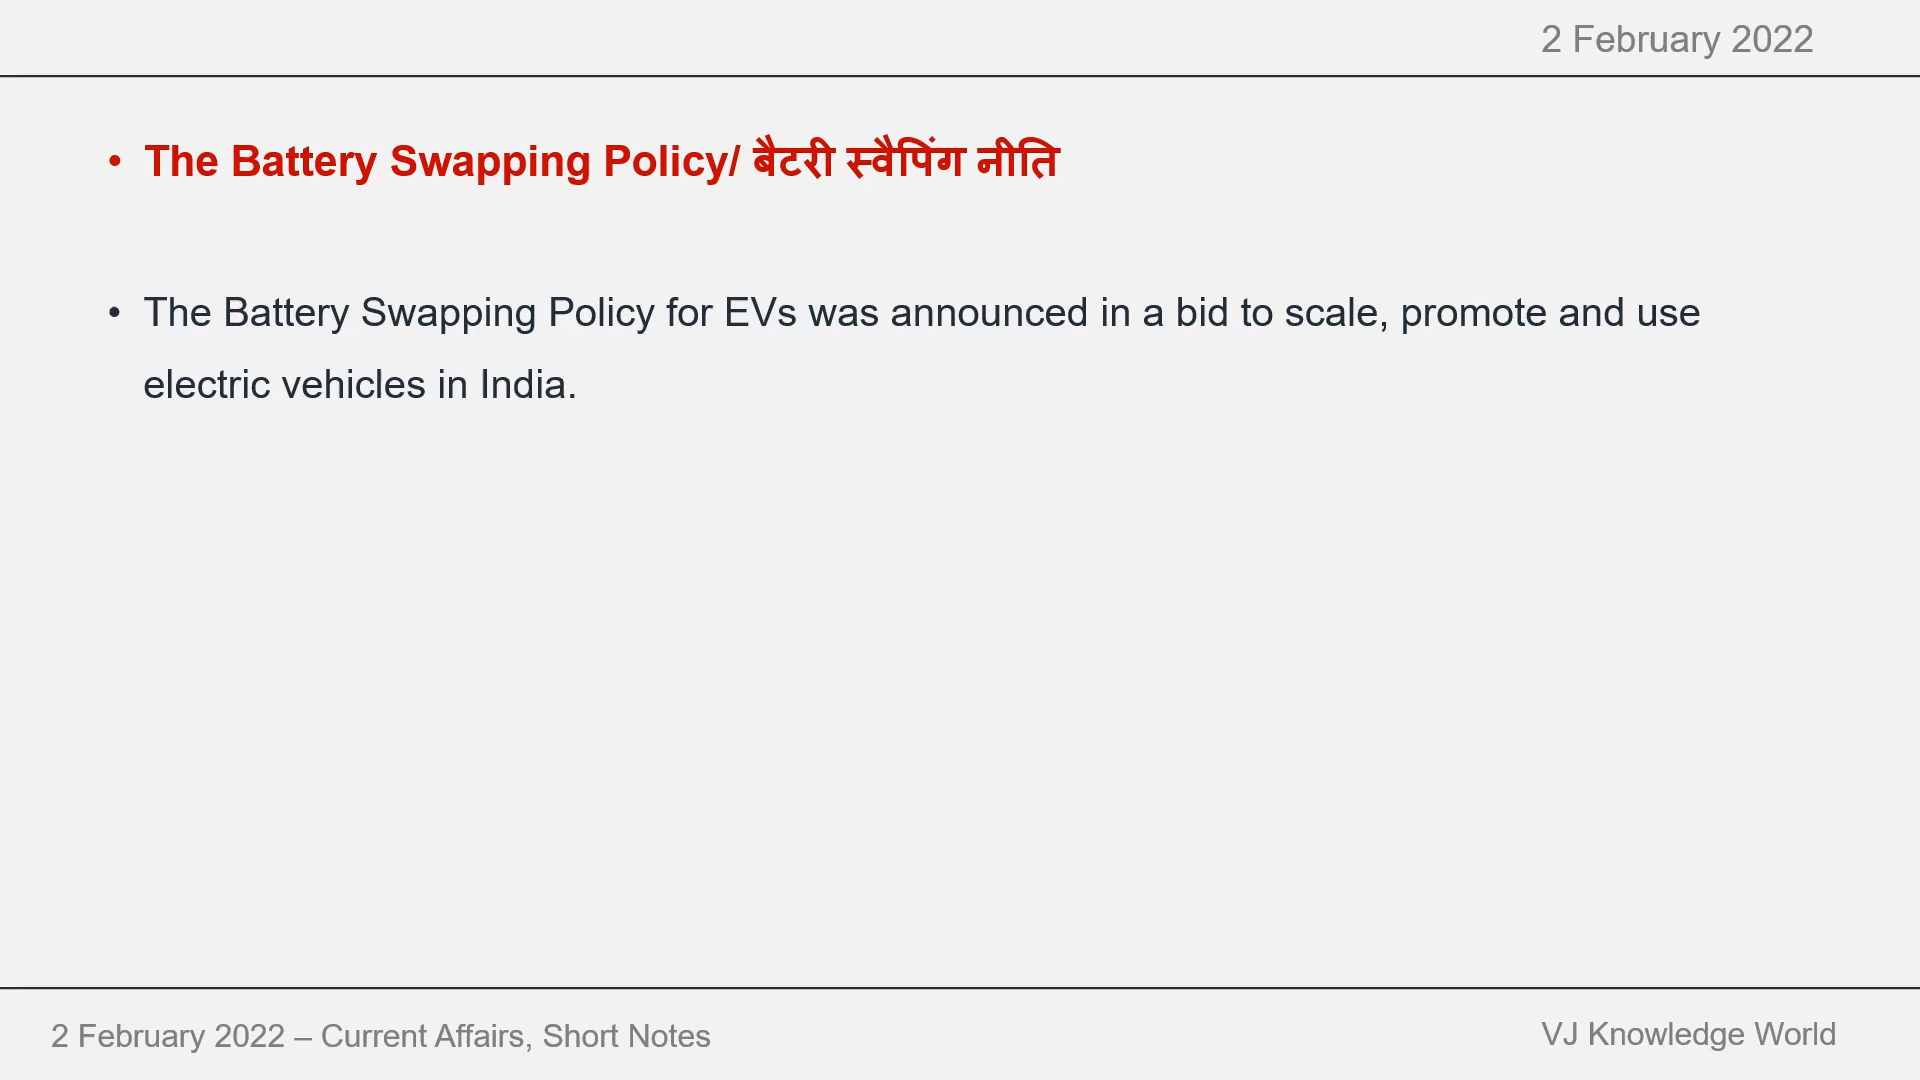 2 February 2022
• The Battery Swapping Policy/ बैटरी स्वैपिंग नीति
• The Battery Swapping Policy for EVs was announced in a bid to scale, promote and use
electric vehicles in India.
2 February 2022 – Current Affairs, Short Notes
VJ Knowledge World